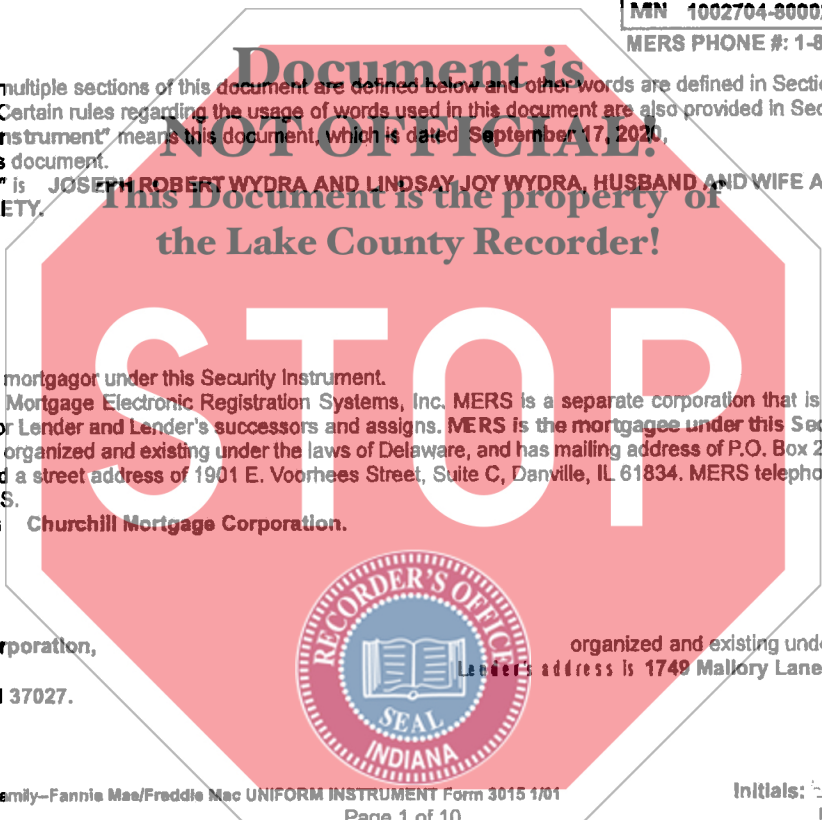 MIN 1002704-8000
MERS PHONE #: 1-8
Document is
multiple sections of this document are defined below and other words are defined in Secti
Certain rules regarding the usage of words used in this document are also provided in Sec
NOT OFFICIAL!
nstrument" means this document, which is dated September 17, 2020,
s document.
" is JOSEPH ROBERT WYDRA AND LINDSAY JOY WYDRA, HUSBAND AND WIFE A
This Document is the property of
ETY.
the Lake County Recorder!
STOP
mortgagor under this Security Instrument.
Mortgage Electronic Registration Systems, Inc. MERS is a separate corporation that is
or Lender and Lender's successors and assigns. MERS is the mortgagee under this Sec
organized and existing under the laws of Delaware, and has mailing address of P.O. Box 2
d a street address of 1901 E. Voorhees Street, Suite C, Danville, IL 61834. MERS telepho
S.
Churchill Mortgage Corporation.
RECORDER'S OFFICE
SEAL
INDIANA
rporation,
organized and existing und
Lender's address is 1749 Mallory Lane
37027.
amily–Fannie Mae/Freddie Mac UNIFORM INSTRUMENT Form 3015 1/01
Initials:
Page 1 of 10